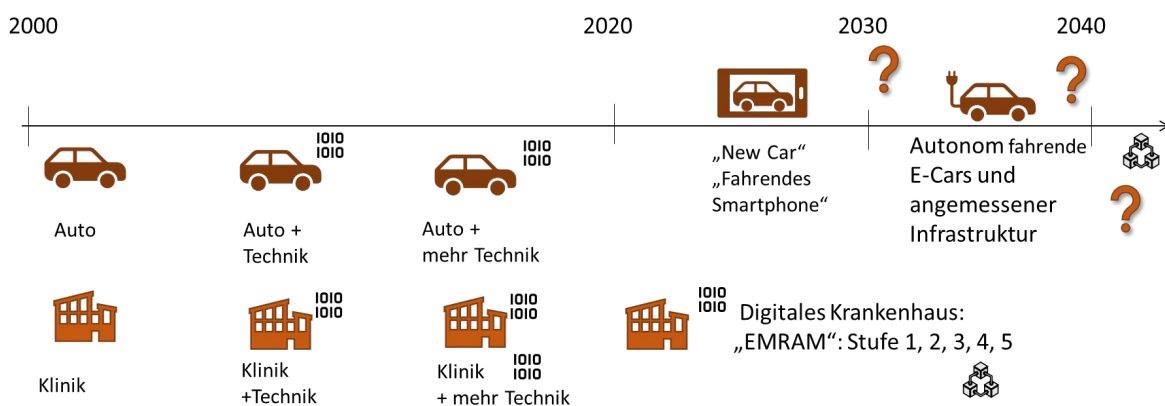 2000
2020
2030
2040
?
?
1010
1010
1010
1010
Auto
Auto +
Technik
Auto +
mehr Technik
„New Car“
„Fahrendes
Smartphone“
Autonom fahrende
E-Cars und
angemessener
Infrastruktur
?
1010
1010
1010
1010
1010
1010
Klinik
Klinik
+Technik
Klinik
+ mehr Technik
1010
1010
Digitales Krankenhaus:
„EMRAM“: Stufe 1, 2, 3, 4, 5